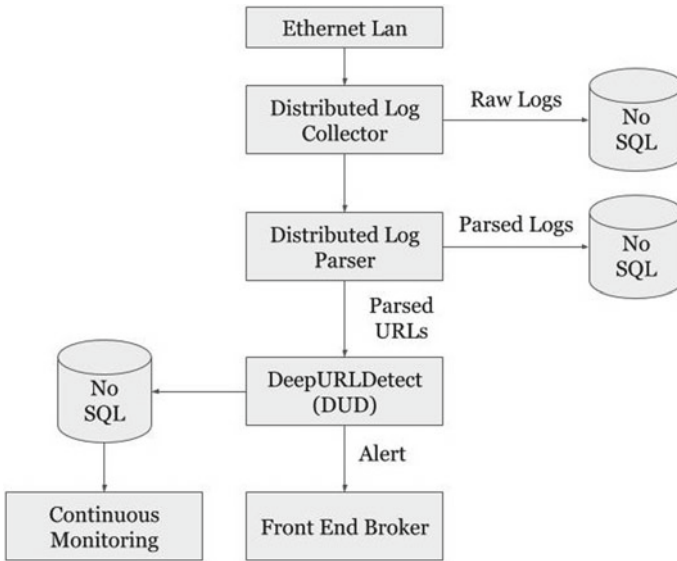 Ethernet Lan
Distributed Log
Collector
Raw Logs
No
SQL
Distributed Log
Parser
Parsed Logs
No
SQL
Parsed
URLs
No
SQL
DeepURLDetect
(DUD)
Alert
Continuous
Monitoring
Front End Broker